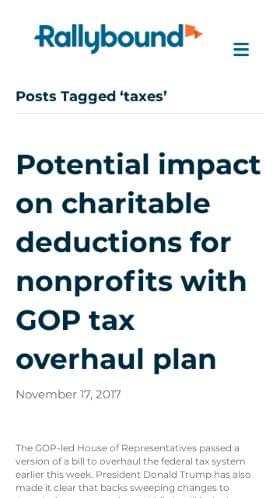 Rallybound
Posts Tagged ‘taxes’
Potential impact
on charitable
deductions for
nonprofits with
GOP tax
overhaul plan
November 17, 2017
The GOP-led House of Representatives passed a
version of a bill to overhaul the federal tax system
earlier this week. President Donald Trump has also
made it clear that backs sweeping changes to